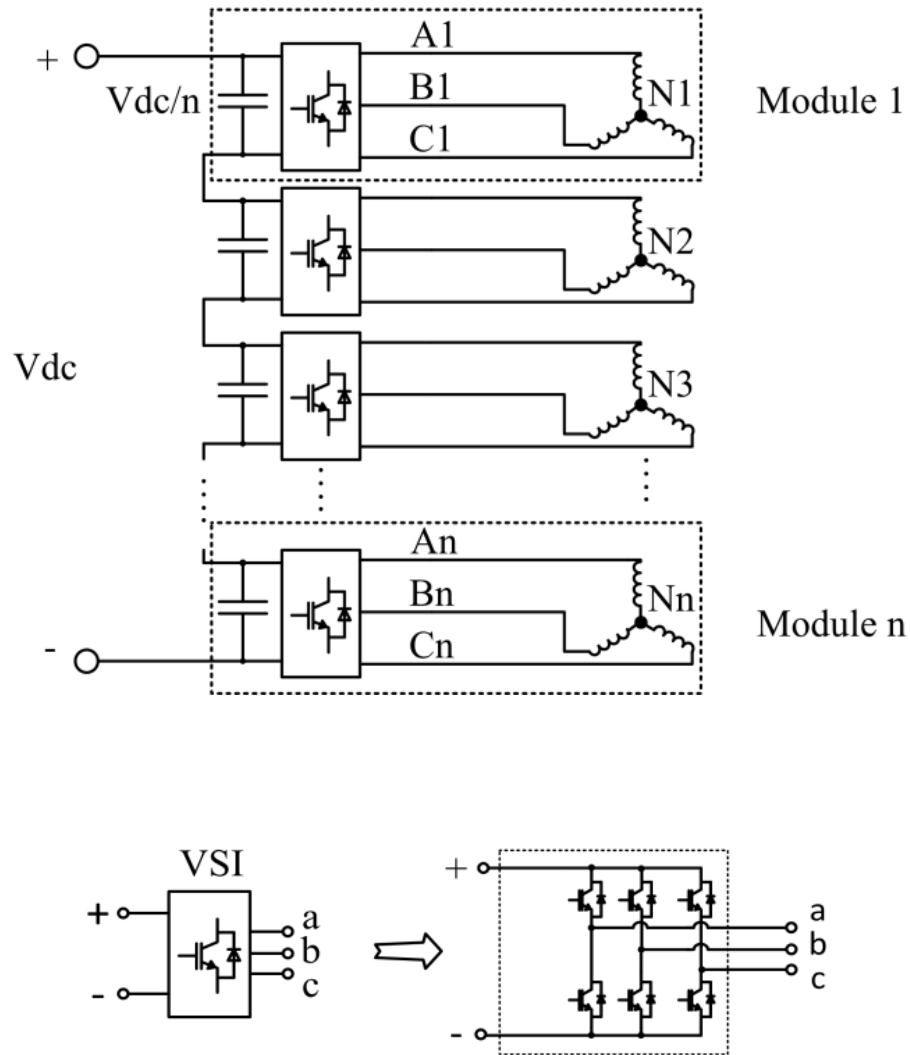 A1
+
Vdc/n
B1
N1
Module 1
C1
N2
Vdc
N3
An
Bn
Nn
Module n
-
Cn
VSI
+
+
a
a
b
b
c
c
-
-